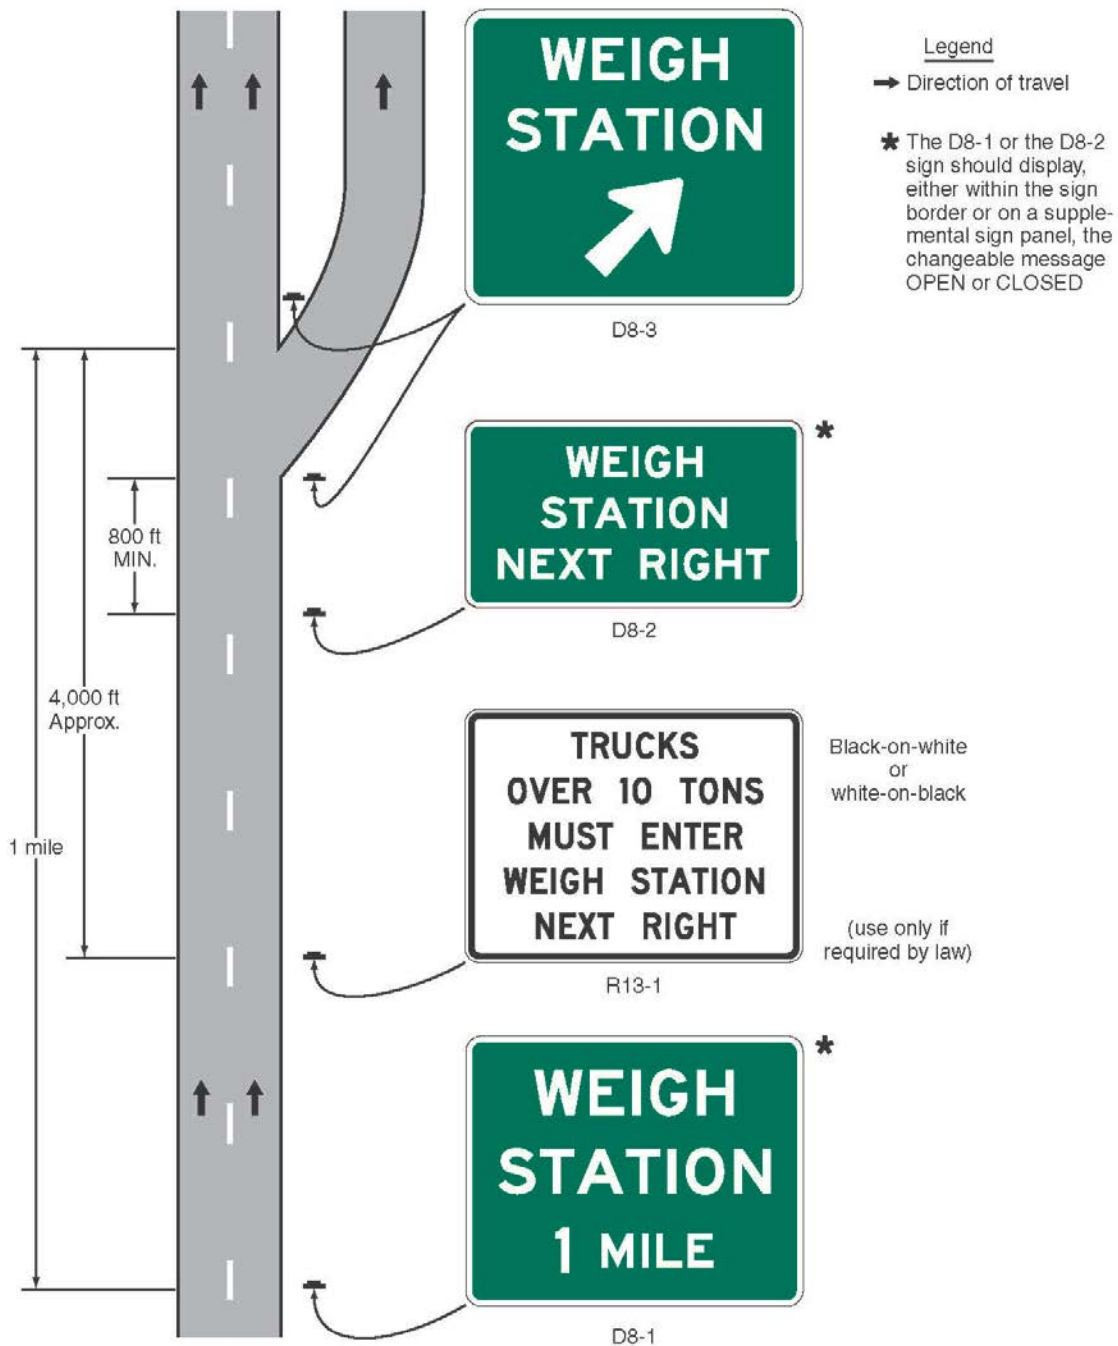 WEIGH
STATION
D8-3
Legend
Direction of travel
* The D8-1 or the D8-2
sign should display,
either within the sign
border or on a supple-
mental sign panel, the
changeable message
OPEN or CLOSED
800 ft
MIN.
4,000 ft
Approx.
1 mile
WEIGH
STATION
NEXT RIGHT
*
D8-2
TRUCKS
OVER 10 TONS
MUST ENTER
WEIGH STATION
NEXT RIGHT
R13-1
Black-on-white
or
white-on-black
(use only if
required by law)
WEIGH
STATION
1 MILE
*
D8-1